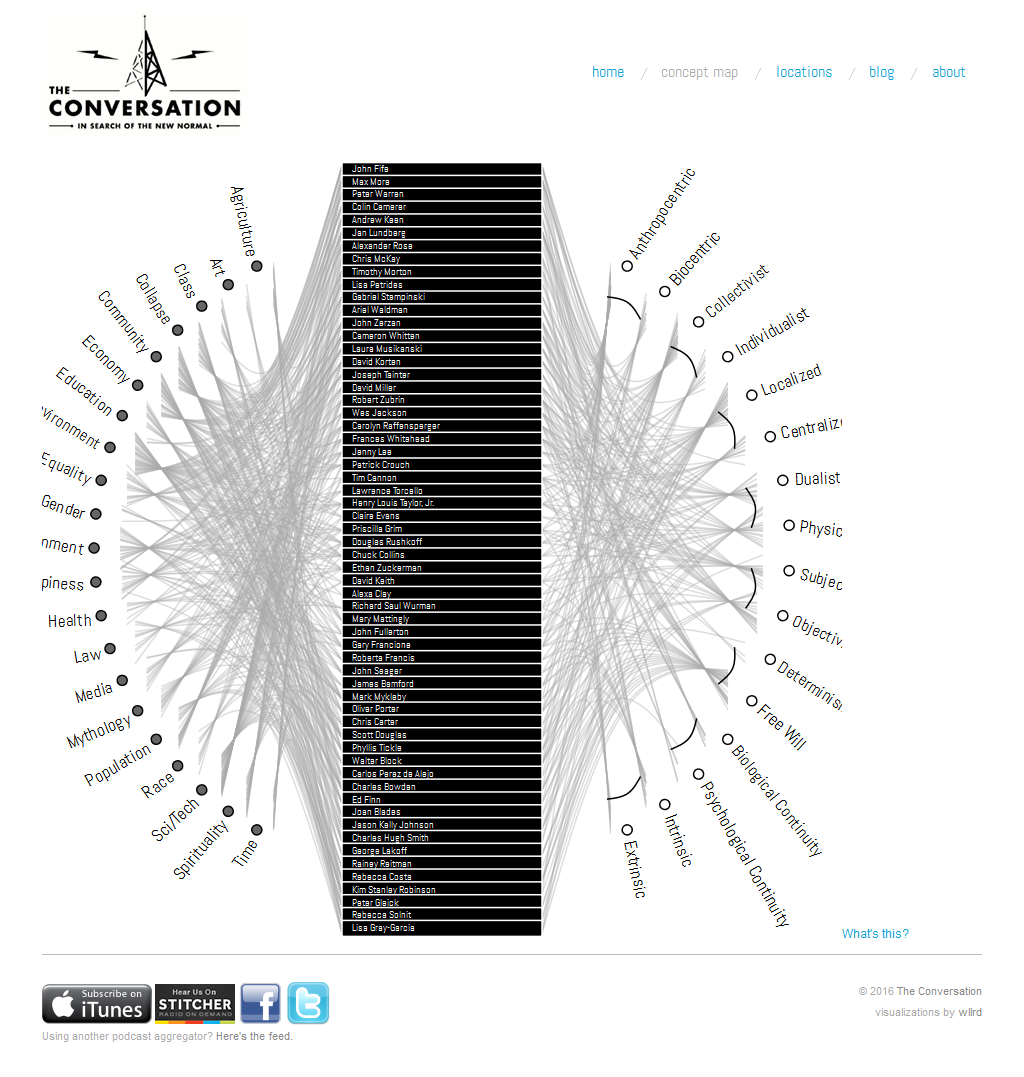 THE
CONVERSATION
IN SEARCH OF THE NEW NORMAL
home / concept map / locations / blog / about
Agriculture
Art
Class
Collapse
Community
Economy
Education
vironment
Equality
Gender
nment
piness
Health
Law
Media
Mythology
Population
Race
Sci/Tech
Spirituality
Time
John Fife
Max More
Peter Warren
Colin Camerer
Andrew Keen
Jan Lundberg
Alexander Rose
Chris McKay
Timothy Morton
Lisa Petrides
Gabriel Stempinski
Ariel Waldman
John Zerzan
Cameron Whitten
Laura Musikanski
David Korten
Joseph Tainter
David Miller
Robert Zubrin
Wes Jackson
Carolyn Raffensperger
Frances Whitehead
Jenny Lee
Patrick Crouch
Tim Cannon
Lawrence Torcello
Henry Louis Taylor, Jr.
Claire Evans
Priscilla Grim
Douglas Rushkoff
Chuck Collins
Ethan Zuckerman
David Keith
Alexa Clay
Richard Saul Wurman
Mary Mattingly
John Fullerton
Gary Francione
Roberta Francis
John Seager
James Bamford
Mark Mykleby
Oliver Porter
Chris Carter
Scott Douglas
Phyllis Tickle
Walter Block
Carlos Perez de Alejo
Charles Bowden
Ed Finn
Joan Blades
Jason Kelly Johnson
Charles Hugh Smith
George Lakoff
Rainey Reitman
Rebecca Costa
Kim Stanley Robinson
Peter Gleick
Rebecca Solnit
Lisa Gray-Garcia
Anthropocentric
Biocentric
Collectivist
Individualist
Localized
Centralize
Dualist
Physic
Subjec
Objectiv
Determinis
Free Will
Biological Continuity
Psychological Continuity
Intrinsic
Extrinsic
What's this?
Subscribe on
iTunes
Hear Us On
STITCHER
RADIO ON DEMAND
f
t
© 2016 The Conversation
visualizations by wllrd
Using another podcast aggregator? Here's the feed.